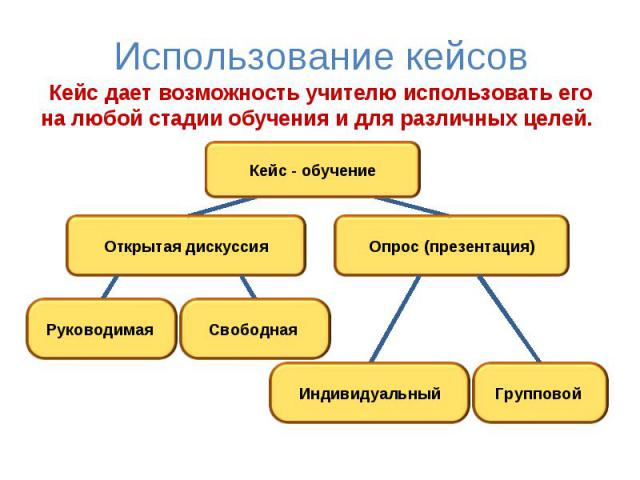 Использование кейсов
Кейс дает возможность учителю использовать его
на любой стадии обучения и для различных целей.
Кейс - обучение
Открытая дискуссия
Опрос (презентация)
Руководимая
Свободная
Индивидуальный
Групповой